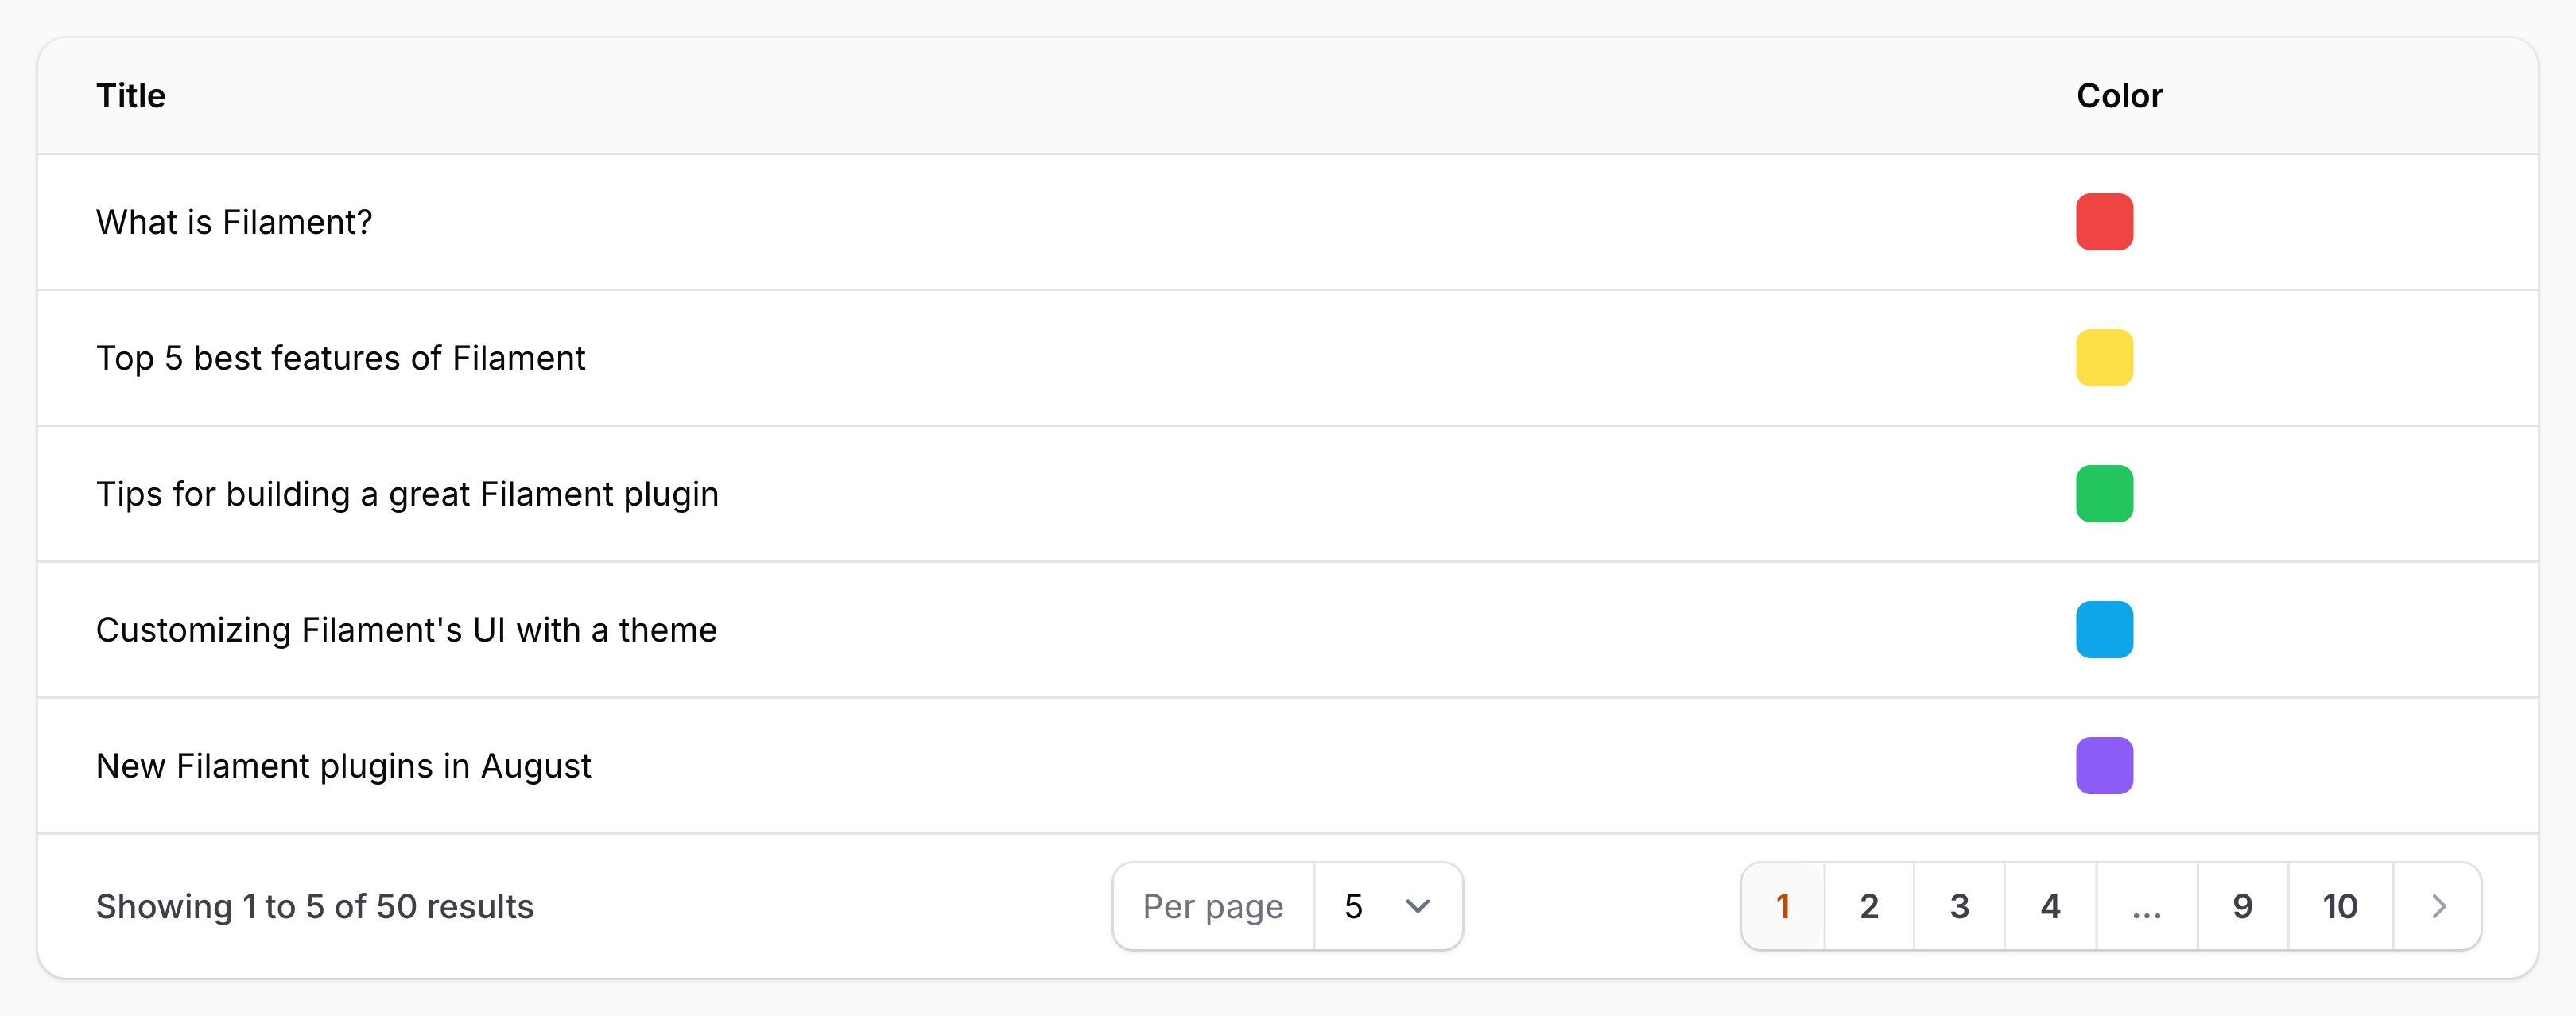 Title Color
What is Filament?
Top 5 best features of Filament
Tips for building a great Filament plugin
Customizing Filament's UI with a theme
New Filament plugins in August
Showing 1 to 5 of 50 results Per page 5 1 2 3 4 ... 9 10